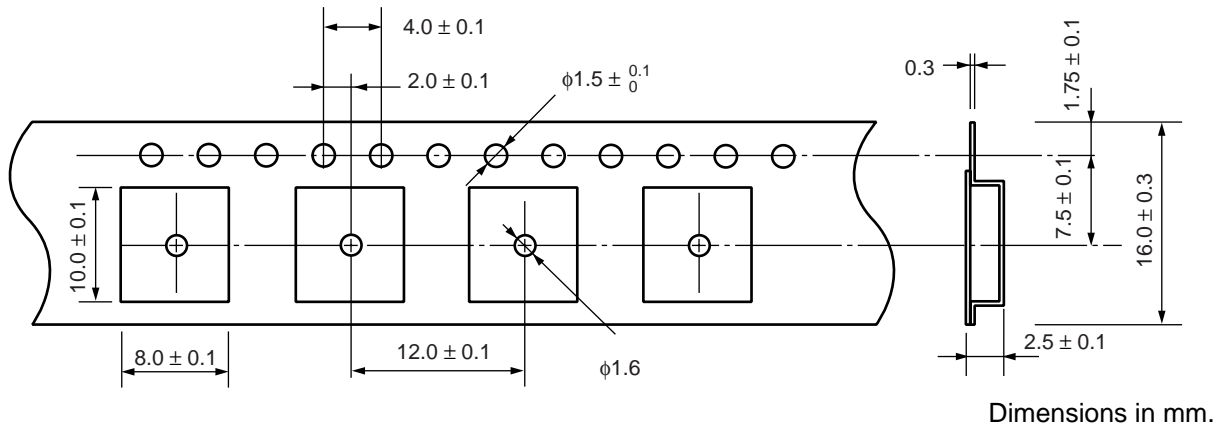 4.0 ± 0.1
2.0 ± 0.1
ϕ1.5 ± 0.1 0
0.3
1.75 ± 0.1
7.5 ± 0.1
16.0 ± 0.3
10.0 ± 0.1
8.0 ± 0.1
12.0 ± 0.1
ϕ1.6
2.5 ± 0.1
Dimensions in mm.